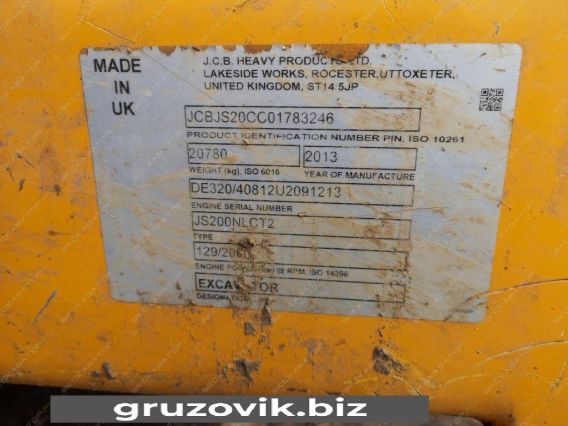 MADE
IN
UK
J.C.B. HEAVY PRODUCTS LTD.
LAKESIDE WORKS, ROCESTER, UTTOXETER,
UNITED KINGDOM, ST14 5JP
JCBJS20CC01783246
PRODUCT IDENTIFICATION NUMBER PIN, ISO 10261
20780
2013
WEIGHT (kg), ISO 6016
YEAR OF MANUFACTURE
DE320/40812U2091213
ENGINE SERIAL NUMBER
JS200NLCT2
TYPE
ENGINE POWER (kw) @ RPM, ISO 14396
EXCAVATOR
DESIGNATION
gruzovik.biz